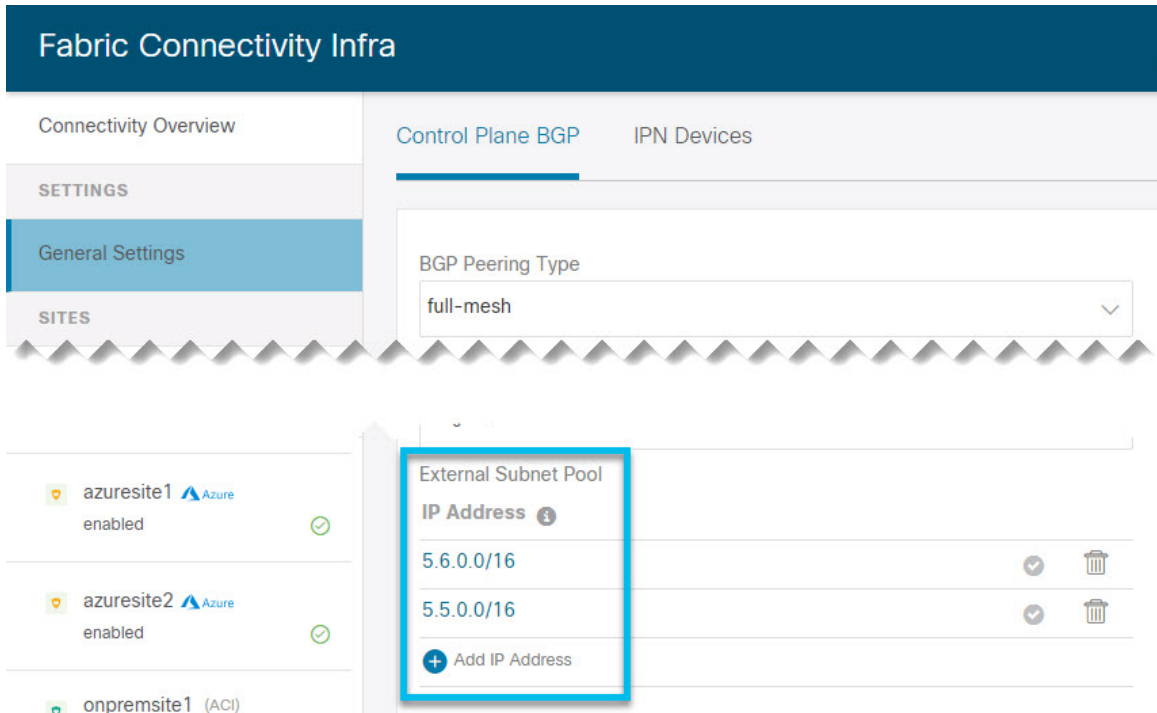 Fabric Connectivity Infra
Connectivity Overview
SETTINGS
General Settings
SITES
Control Plane BGP IPN Devices
BGP Peering Type
full-mesh
azuresite1 Azure
enabled
azuresite2 Azure
enabled
onpremsite1 (ACI)
External Subnet Pool
IP Address
5.6.0.0/16
5.5.0.0/16
Add IP Address